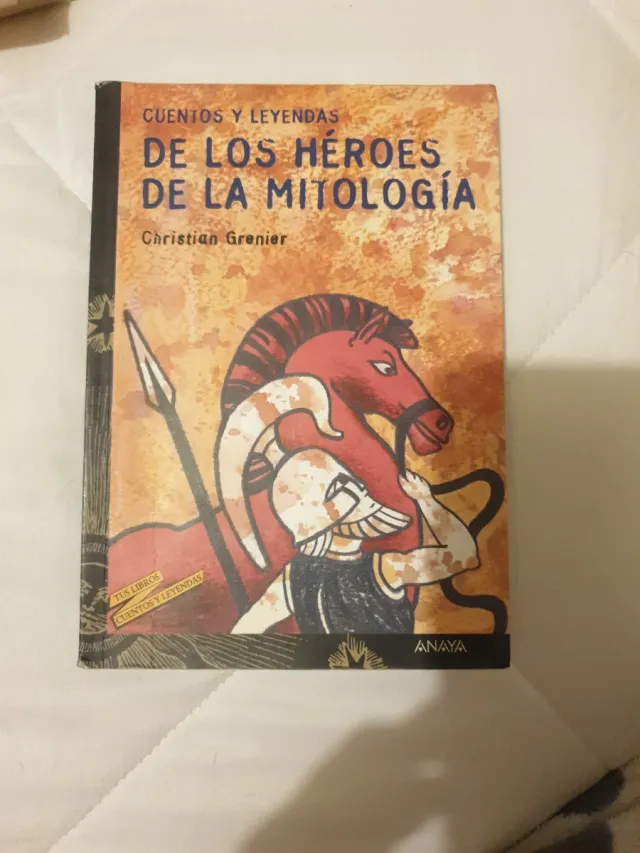 CUENTOS Y LEYENDAS
DE LOS HÉROES
DE LA MITOLOGÍA
Christian Grenier
TUS LIBROS
CUENTOS Y LEYENDAS
ANAYA